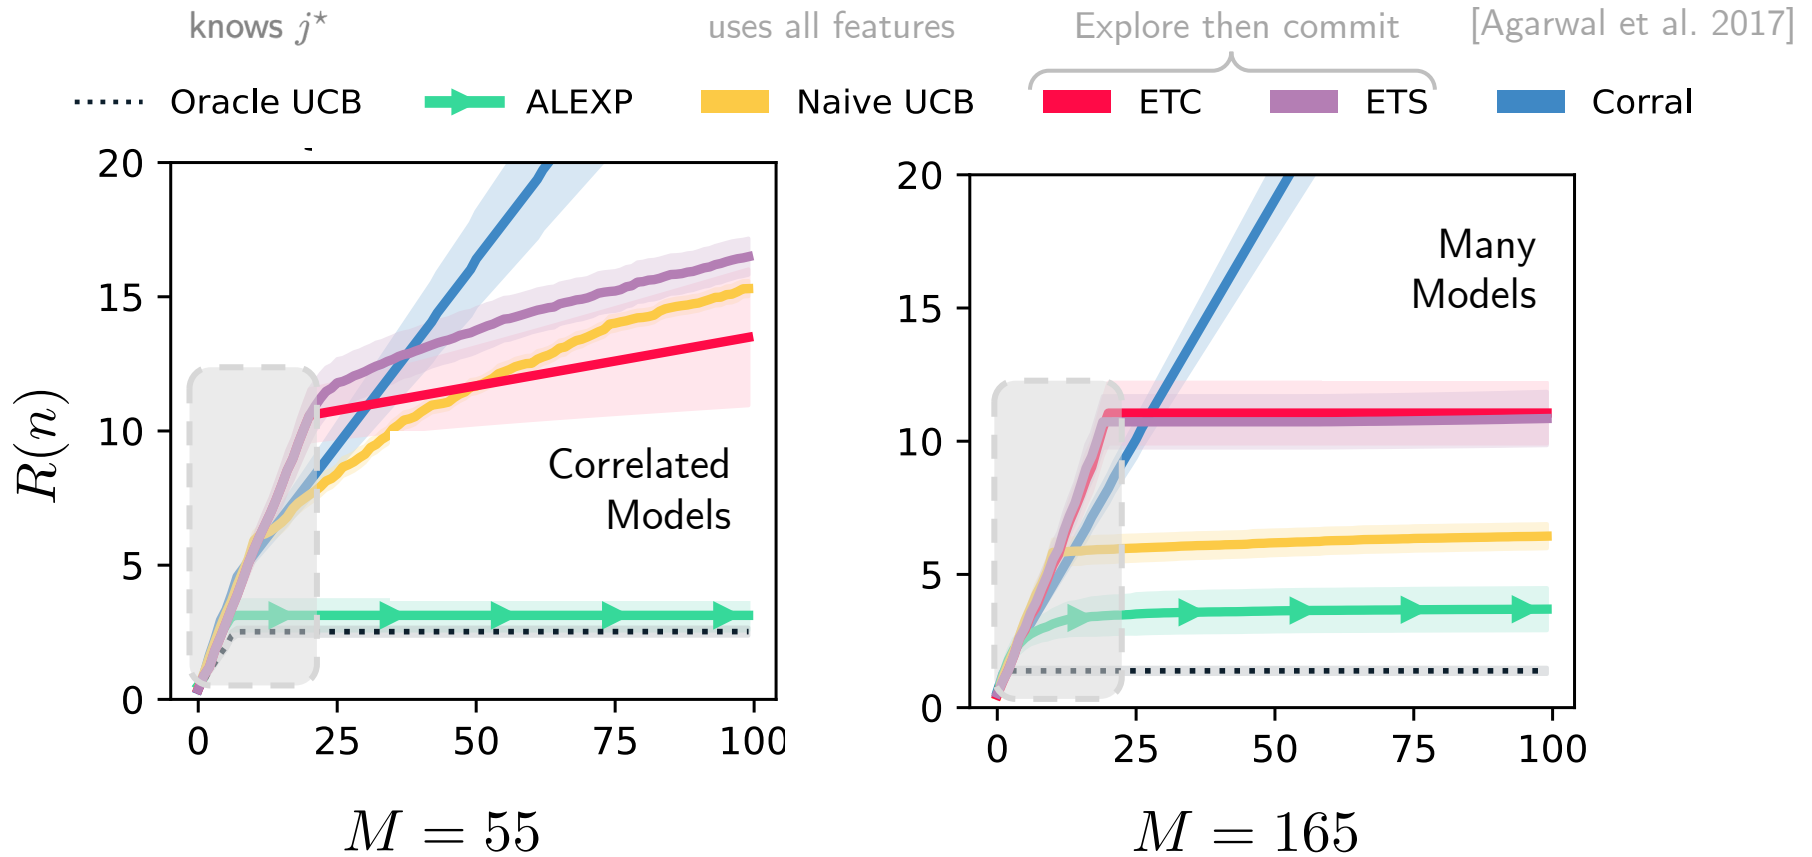 knows j* uses all features Explore then commit [Agarwal et al. 2017]
Oracle UCB ALEXP Naive UCB ETC ETS Corral
R(n)
20
15
10
5
0
0 25 50 75 100
Correlated
Models
M = 55
20
15
10
5
0
0 25 50 75 100
Many
Models
M = 165